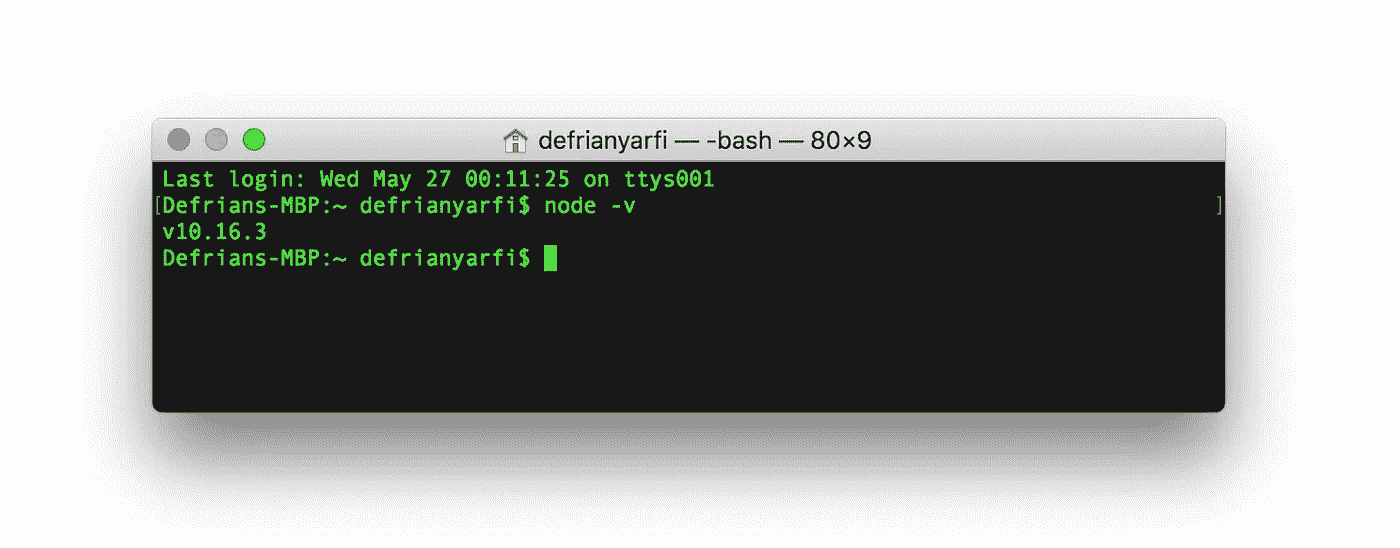 defrianyarfi — -bash — 80×9
Last login: Wed May 27 00:11:25 on ttys001
[Defrians-MBP:~ defrianyarfi$ node -v ]
v10.16.3
Defrians-MBP:~ defrianyarfi$